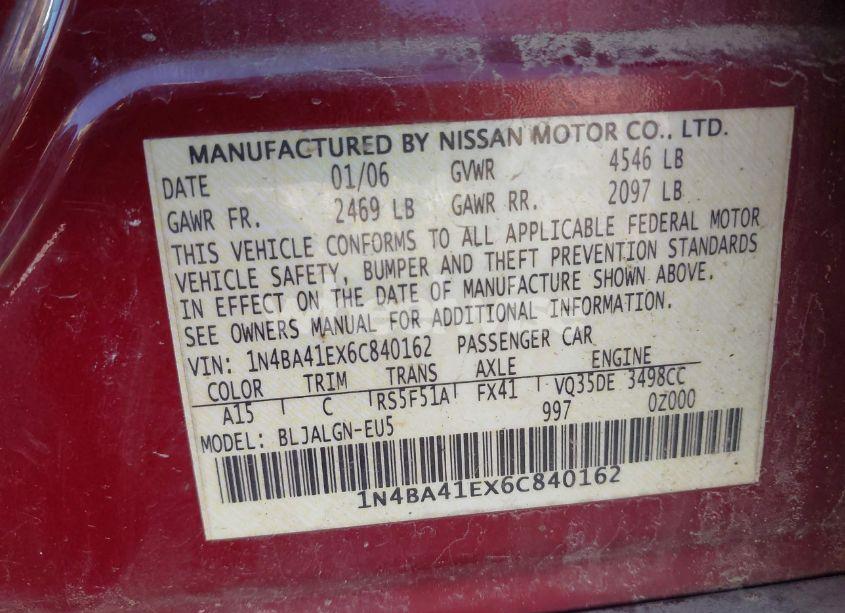 MANUFACTURED BY NISSAN MOTOR CO., LTD.
DATE 01/06 GVWR 4546 LB
GAWR FR. 2469 LB GAWR RR. 2097 LB
THIS VEHICLE CONFORMS TO ALL APPLICABLE FEDERAL MOTOR
VEHICLE SAFETY, BUMPER AND THEFT PREVENTION STANDARDS
IN EFFECT ON THE DATE OF MANUFACTURE SHOWN ABOVE.
SEE OWNERS MANUAL FOR ADDITIONAL INFORMATION.
VIN: 1N4BA41EX6C840162 PASSENGER CAR
COLOR TRIM TRANS AXLE ENGINE
A15 C RS5F51A FX41 VQ35DE 3498CC
997 0Z000
MODEL: BLJALGN-EU5
1N4BA41EX6C840162